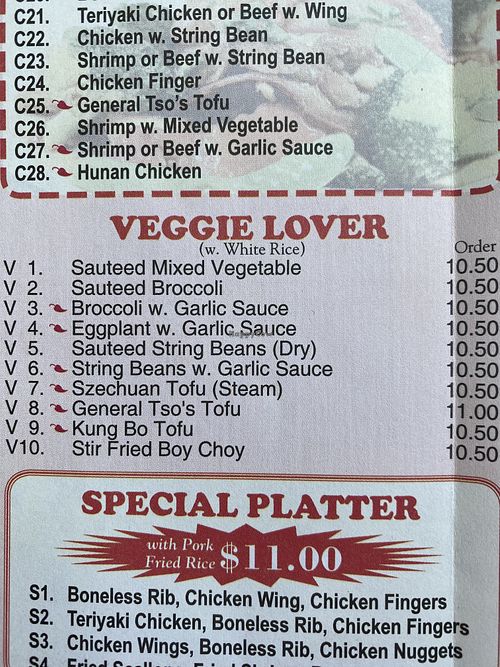 C21. Teriyaki Chicken or Beef w. Wing
C22. Chicken w. String Bean
C23. Shrimp or Beef w. String Bean
C24. Chicken Finger
C25. General Tso's Tofu
C26. Shrimp w. Mixed Vegetable
C27. Shrimp or Beef w. Garlic Sauce
C28. Hunan Chicken
VEGGIE LOVER
(w. White Rice) Order
V 1. Sauteed Mixed Vegetable 10.50
V 2. Sauteed Broccoli 10.50
V 3. Broccoli w. Garlic Sauce 10.50
V 4. Eggplant w. Garlic Sauce 10.50
V 5. Sauteed String Beans (Dry) 10.50
V 6. String Beans w. Garlic Sauce 10.50
V 7. Szechuan Tofu (Steam) 10.50
V 8. General Tso's Tofu 11.00
V 9. Kung Bo Tofu 10.50
V10. Stir Fried Boy Choy 10.50
SPECIAL PLATTER
with Pork
Fried Rice $11.00
S1. Boneless Rib, Chicken Wing, Chicken Fingers
S2. Teriyaki Chicken, Boneless Rib, Chicken Fingers
S3. Chicken Wings, Boneless Rib, Chicken Nuggets
S4.